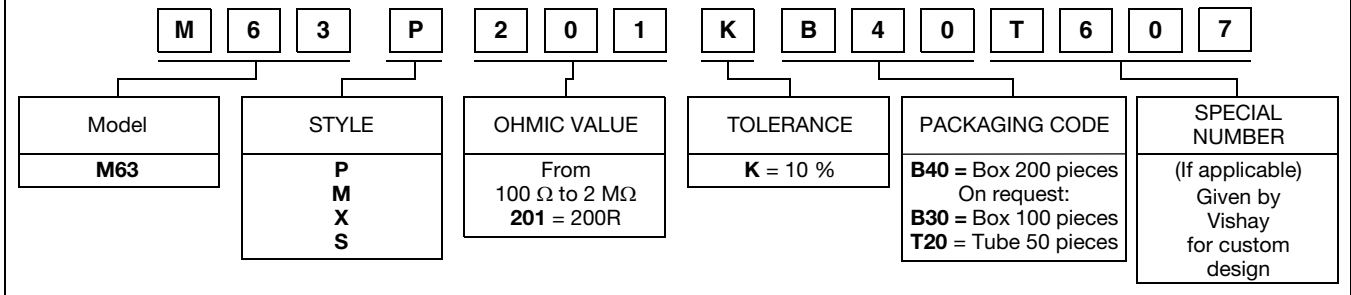 M 6 3 P 2 0 1 K B 4 0 T 6 0 7
Model
M63
STYLE
P
M
X
S
OHMIC VALUE
From
100 Ω to 2 MΩ
201 = 200R
TOLERANCE
K = 10 %
PACKAGING CODE
B40 = Box 200 pieces
On request:
B30 = Box 100 pieces
T20 = Tube 50 pieces
SPECIAL
NUMBER
(If applicable)
Given by
Vishay
for custom
design